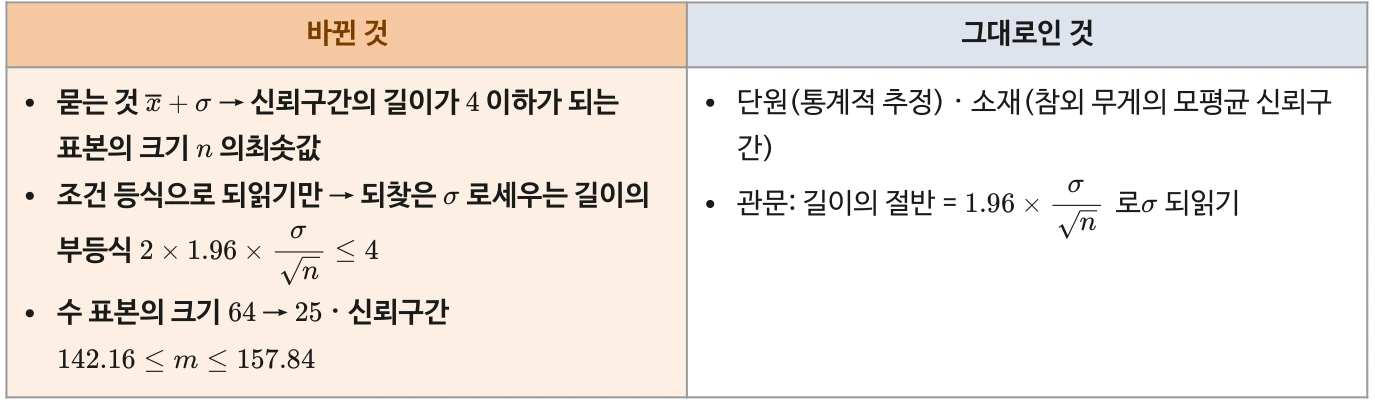 바뀐 것
그대로인 것
• 묻는 것 x̅ + σ → 신뢰구간의 길이가 4 이하가 되는
표본의 크기 n 의최솟값
• 조건 등식으로 되읽기만 → 되찾은 σ 로세우는 길이의
부등식 2 × 1.96 × σ/√n ≤ 4
• 수 표본의 크기 64 → 25 · 신뢰구간
142.16 ≤ m ≤ 157.84
• 단원(통계적 추정) · 소재(참외 무게의 모평균 신뢰구
간)
• 관문: 길이의 절반 = 1.96 × σ/√n 로σ 되읽기